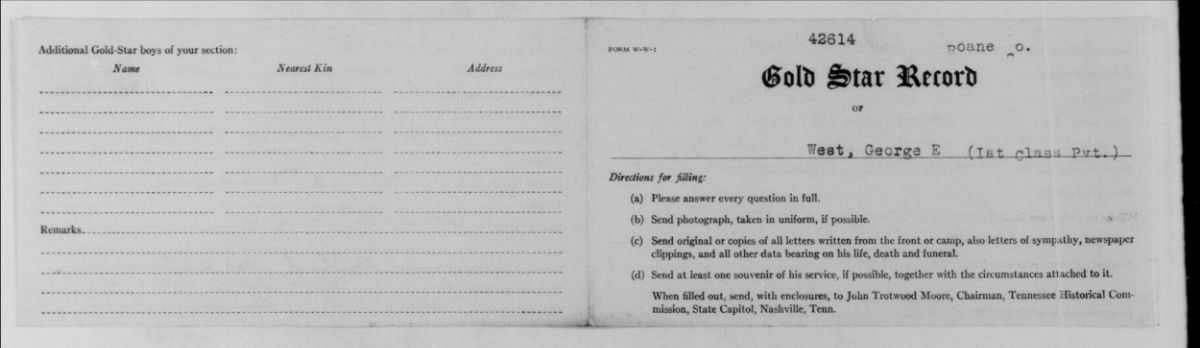 Additional Gold-Star boys of your section:
Name Nearest Kin Address
Remarks
FORM W-W-1
42614
Roane Co.
Gold Star Record
OF
West, George E (Ist class Pvt.)
Directions for filling:
(a) Please answer every question in full.
(b) Send photograph, taken in uniform, if possible.
(c) Send original or copies of all letters written from the front or camp, also letters of sympathy, newspaper
clippings, and all other data bearing on his life, death and funeral.
(d) Send at least one souvenir of his service, if possible, together with the circumstances attached to it.
When filled out, send, with enclosures, to John Trotwood Moore, Chairman, Tennessee Historical Com-
mission, State Capitol, Nashville, Tenn.